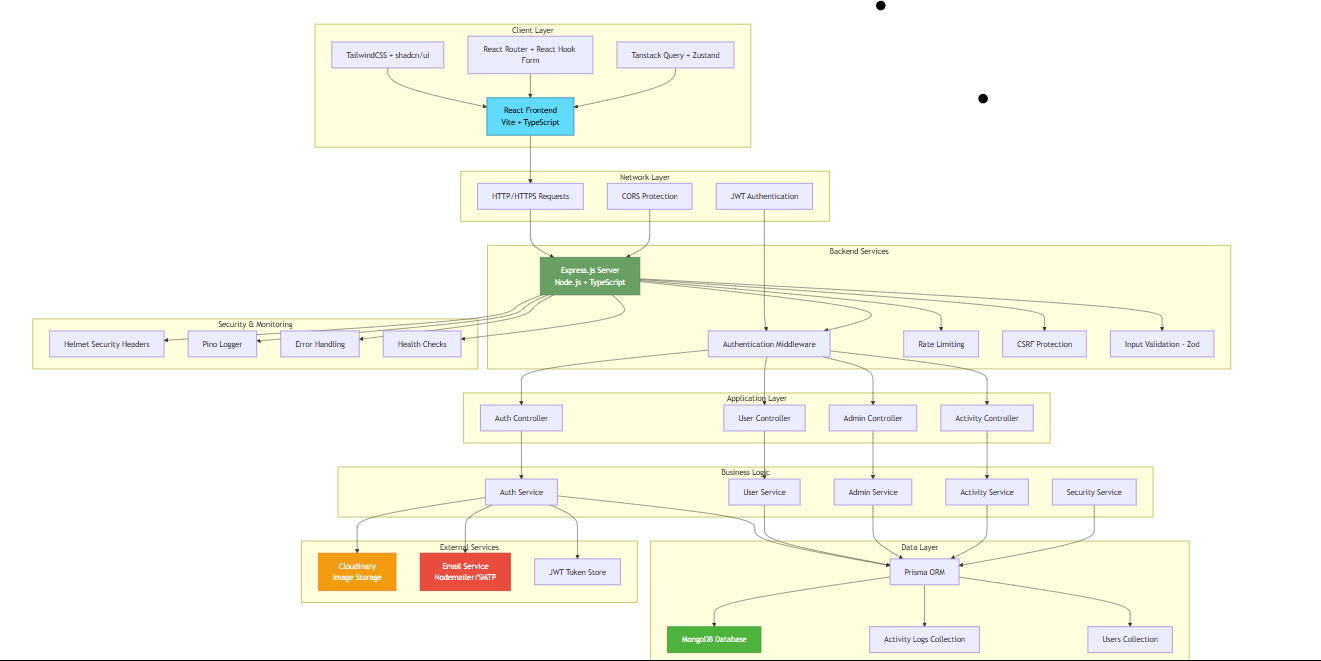 Client Layer
TailwindCSS + shadcn/ui
React Router + React Hook
Form
Tanstack Query + Zustand
React Frontend
Vite + TypeScript
Network Layer
HTTP/HTTPS Requests
CORS Protection
JWT Authentication
Backend Services
Express.js Server
Node.js + TypeScript
Security & Monitoring
Helmet Security Headers
Pino Logger
Error Handling
Health Checks
Authentication Middleware
Rate Limiting
CSRF Protection
Input Validation - Zod
Application Layer
Auth Controller
User Controller
Admin Controller
Activity Controller
Business Logic
Auth Service
User Service
Admin Service
Activity Service
Security Service
External Services
Cloudinary
Image Storage
Email Service
Nodemailer/SMTP
JWT Token Store
Data Layer
Prisma ORM
MongoDB Database
Activity Logs Collection
Users Collection